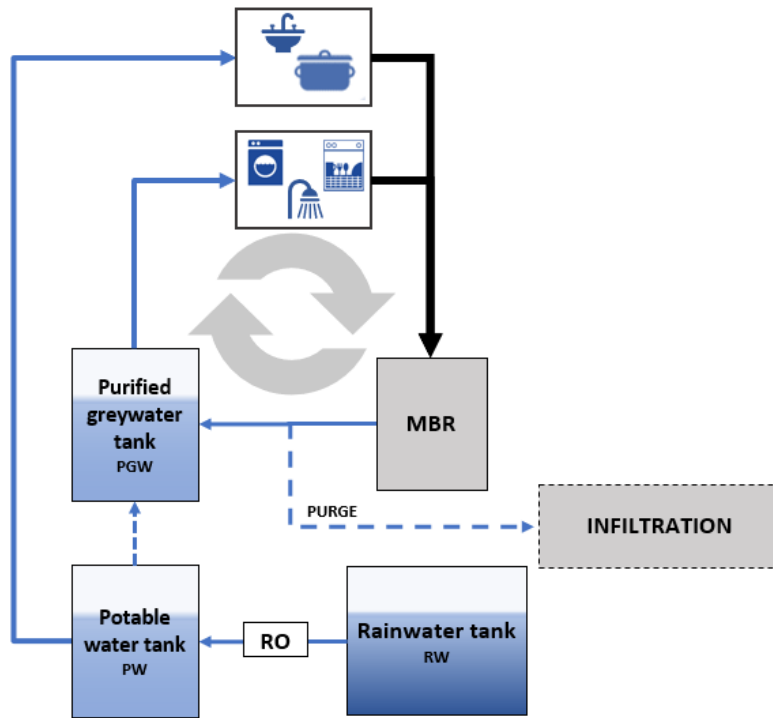 Purified
greywater
tank
PGW
MBR
PURGE
INFILTRATION
Potable
water tank
PW
RO
Rainwater tank
RW